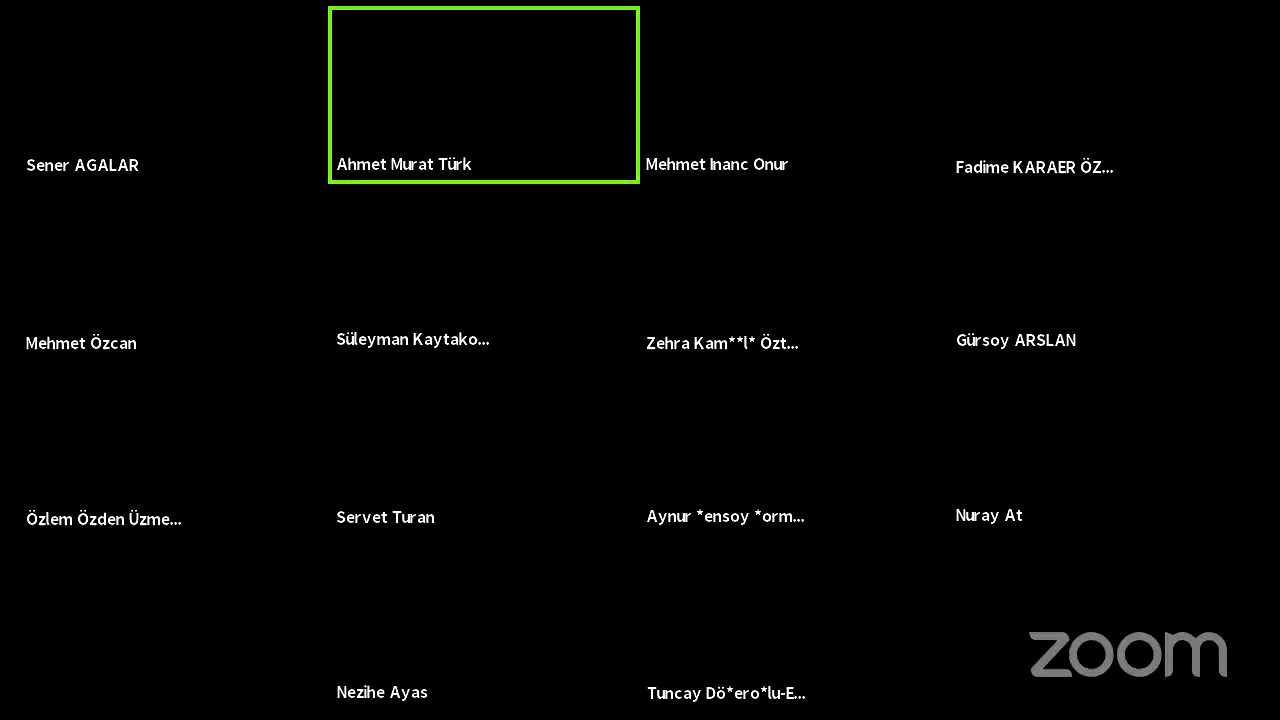 Sener AGALAR
Ahmet Murat Türk
Mehmet Inanc Onur
Fadime KARAER ÖZ...
Mehmet Özcan
Süleyman Kaytako...
Zehra Kam**l* Özt...
Gürsoy ARSLAN
Özlem Özden Üzme...
Servet Turan
Aynur *ensoy *orm...
Nuray At
Nezihe Ayas
Tuncay Dö*ero*lu-E...
zoom